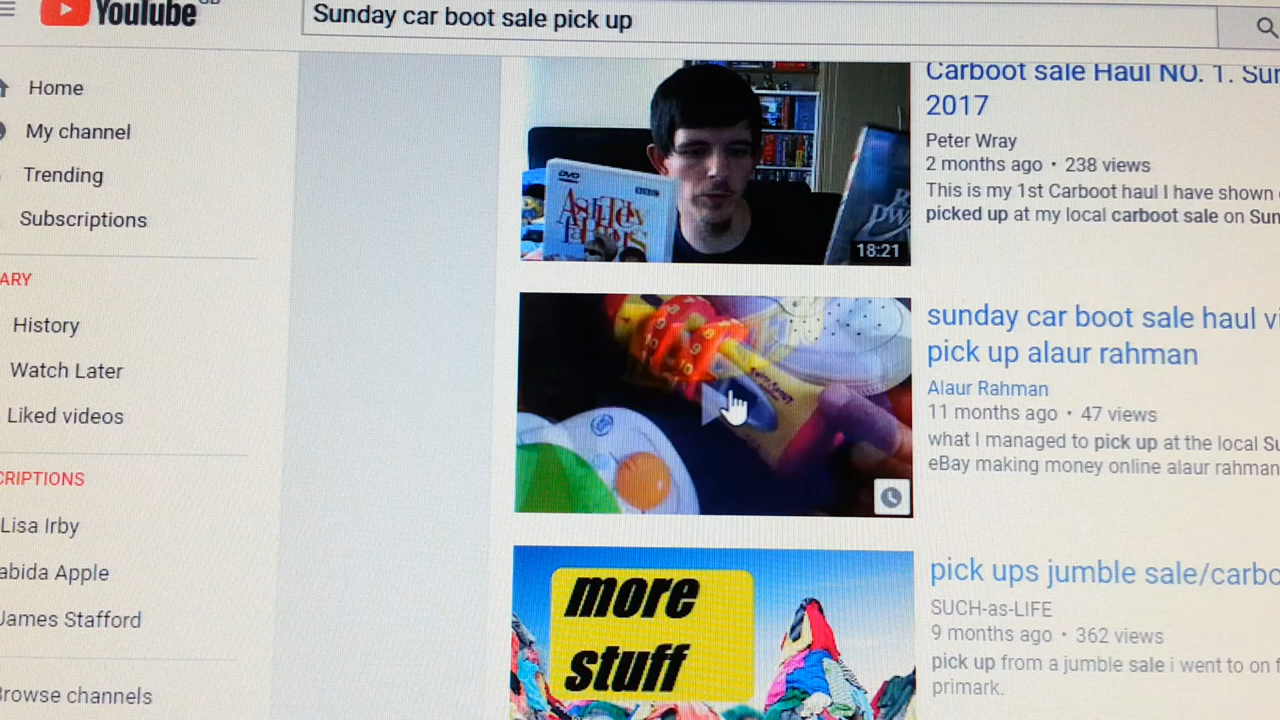 YouTube
Sunday car boot sale pick up
Home
My channel
Trending
Subscriptions
ARY
History
Watch Later
Liked videos
CRIPTIONS
Lisa Irby
abida Apple
James Stafford
Browse channels
DVD
BBC
18:21
Carboot sale Haul NO. 1. Sun
2017
Peter Wray
2 months ago • 238 views
This is my 1st Carboot haul I have shown
picked up at my local carboot sale on Sun
sunday car boot sale haul vi
pick up alaur rahman
Alaur Rahman
11 months ago • 47 views
what I managed to pick up at the local Su
eBay making money online alaur rahman
more
stuff
pick ups jumble sale/carbo
SUCH-as-LIFE
9 months ago • 362 views
pick up from a jumble sale i went to on f
primark.